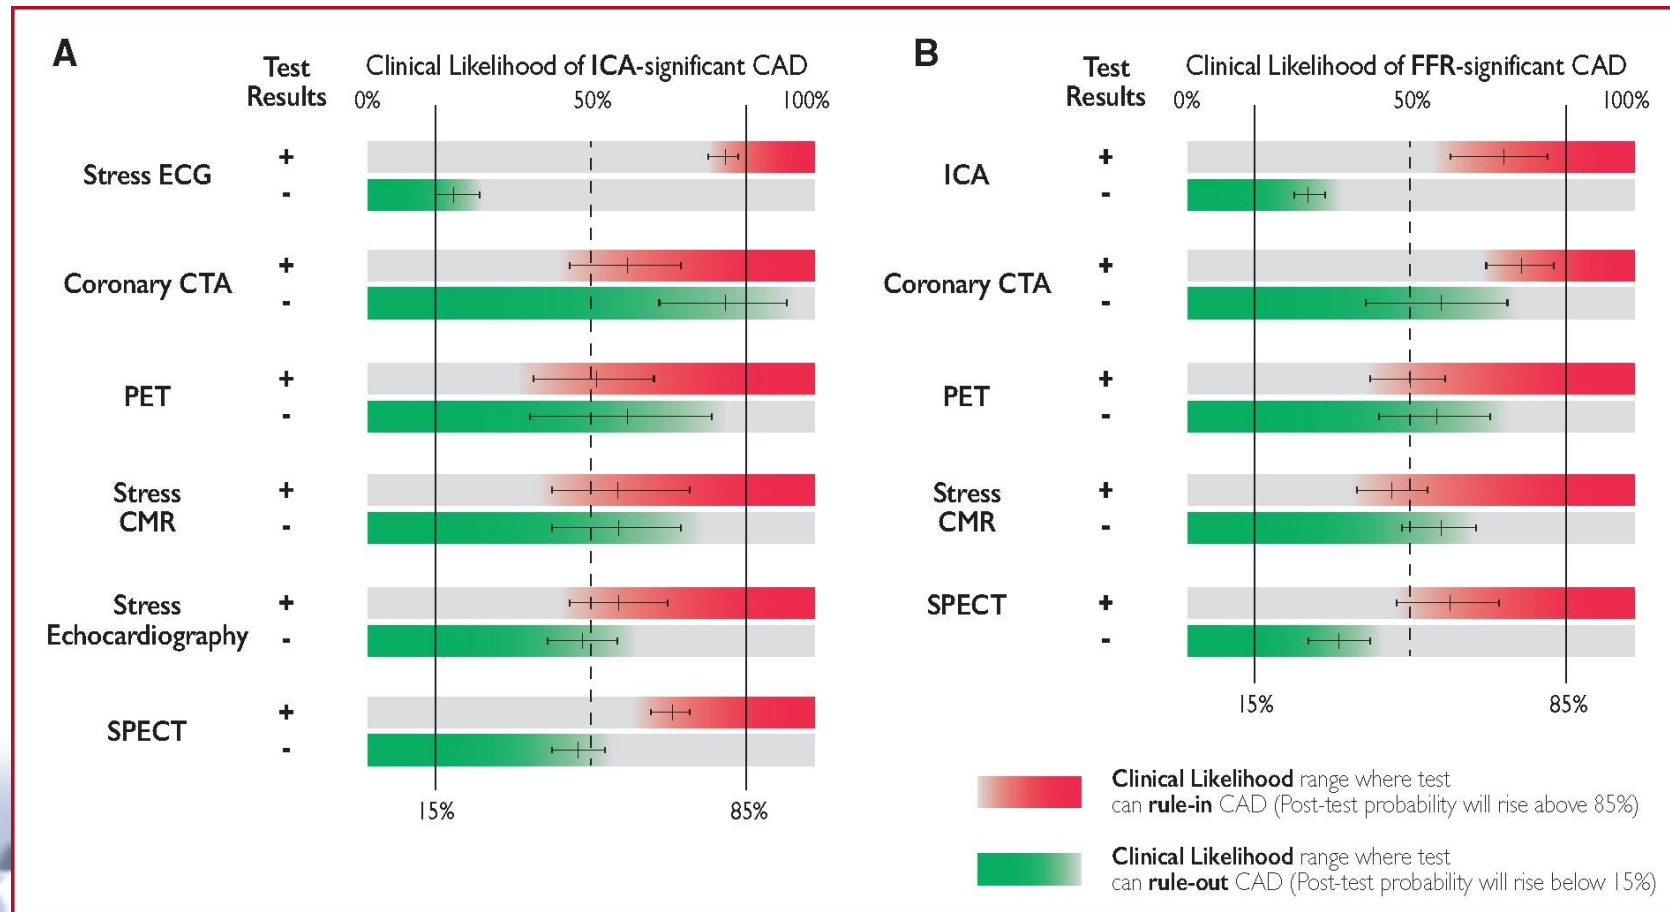 A
Test
Results
Clinical Likelihood of ICA-significant CAD
0%
50%
100%
Stress ECG
+
-
Coronary CTA
+
-
PET
+
-
Stress
CMR
+
-
Stress
Echocardiography
+
-
SPECT
+
-
15%
85%
B
Test
Results
Clinical Likelihood of FFR-significant CAD
0%
50%
100%
ICA
+
-
Coronary CTA
+
-
PET
+
-
Stress
CMR
+
-
SPECT
+
-
15%
85%
Clinical Likelihood range where test
can rule-in CAD (Post-test probability will rise above 85%)
Clinical Likelihood range where test
can rule-out CAD (Post-test probability will rise below 15%)